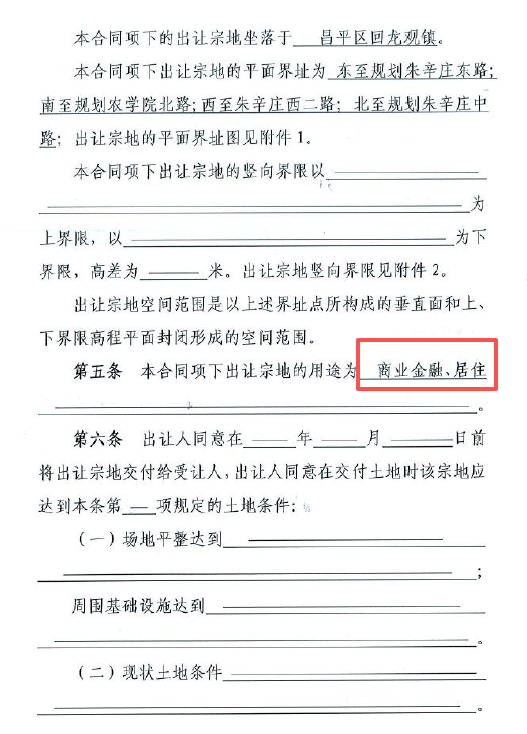 本合同项下的出让宗地坐落于 昌平区回龙观镇。
本合同项下出让宗地的平面界址为 东至规划朱辛庄东路;
南至规划农学院北路;西至朱辛庄西二路; 北至规划朱辛庄中
路; 出让宗地的平面界址图见附件1。
本合同项下出让宗地的竖向界限以
为
上界限，以 为下
界限，高差为 米。出让宗地竖向界限见附件2。
出让宗地空间范围是以上述界址点所构成的垂直面和上、
下界限高程平面封闭形成的空间范围。
第五条 本合同项下出让宗地的用途为 商业金融、居住
。
第六条 出让人同意在 年 月 日前
将出让宗地交付给受让人,出让人同意在交付土地时该宗地应
达到本条第 项规定的土地条件:
(一)场地平整达到
;
周围基础设施达到
。
(二)现状土地条件
。